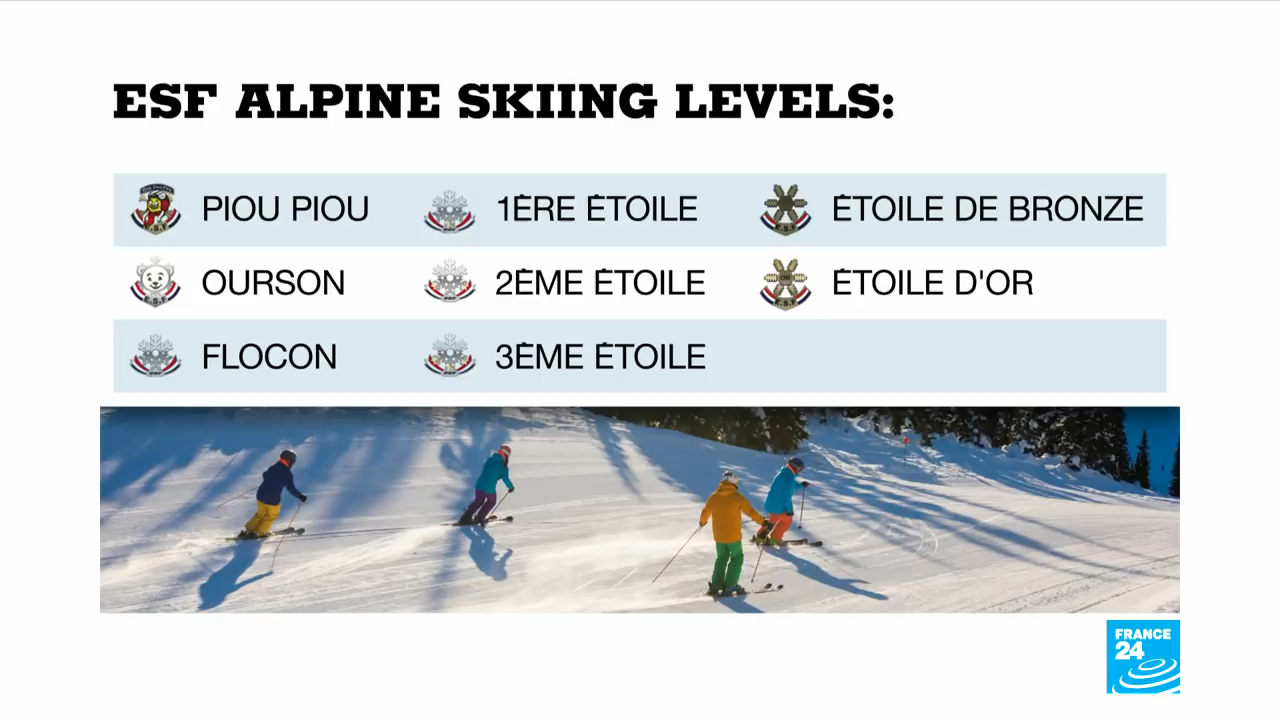 ESF ALPINE SKIING LEVELS:
PIOU PIOU
1ÈRE ÉTOILE
ÉTOILE DE BRONZE
OURSON
2ÈME ÉTOILE
ÉTOILE D'OR
FLOCON
3ÈME ÉTOILE
FRANCE
24